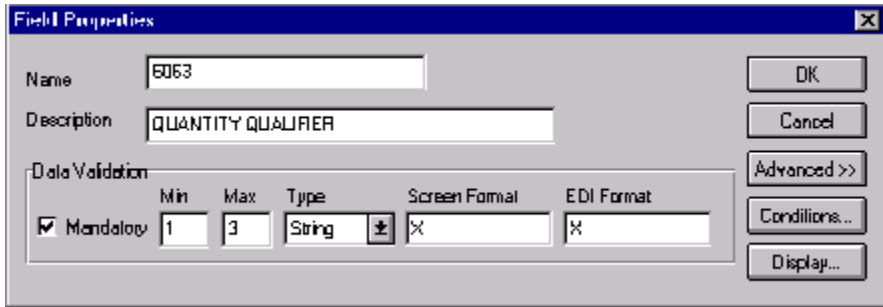 Field Properties
Name 6063 OK
Description QUANTITY QUALIFIER Cancel
Data Validation Advanced >>
Min Max Type Screen Format EDI Format
Mandatory 1 3 String X X Conditions...
Display...